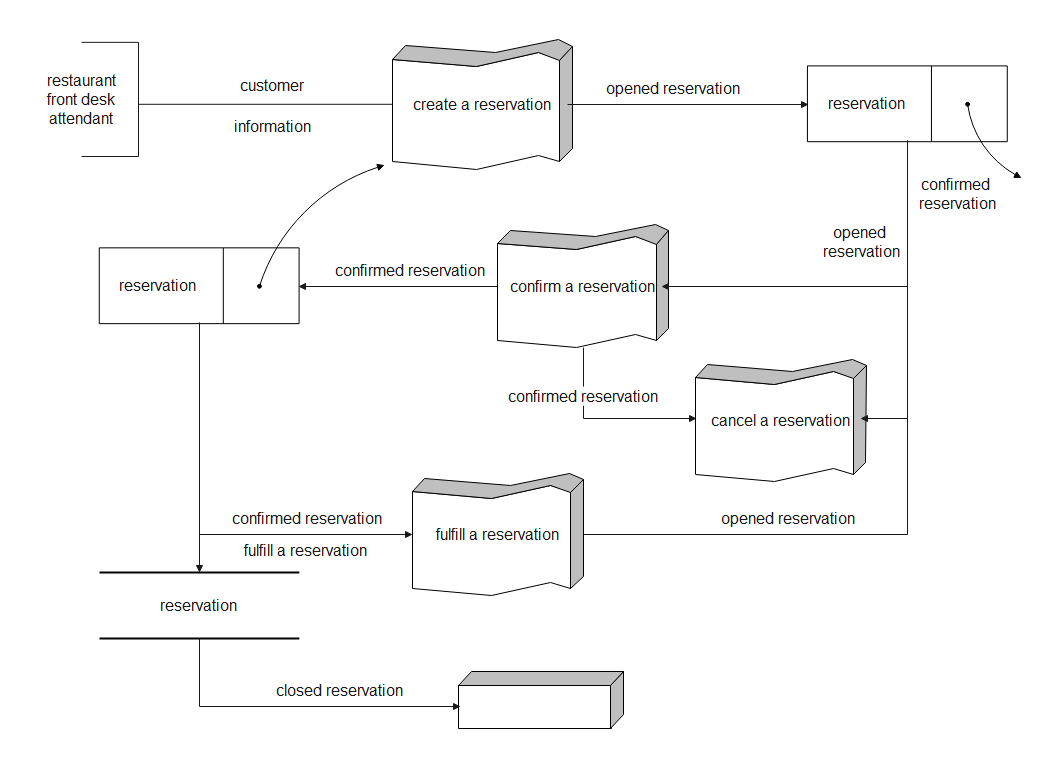 restaurant
front desk
attendant
customer
information
create a reservation
opened reservation
reservation
confirmed
reservation
opened
reservation
reservation
confirmed reservation
confirm a reservation
confirmed reservation
cancel a reservation
confirmed reservation
fulfill a reservation
fulfill a reservation
opened reservation
reservation
closed reservation